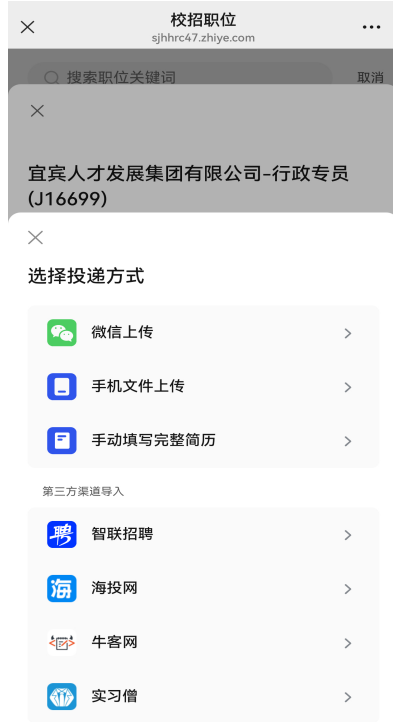 校招职位
sjhhrc47.zhiye.com
搜索职位关键词
取消
宜宾人才发展集团有限公司-行政专员
(J16699)
选择投递方式
微信上传
手机文件上传
手动填写完整简历
第三方渠道导入
聘 智联招聘
海 海投网
牛客网
实习僧